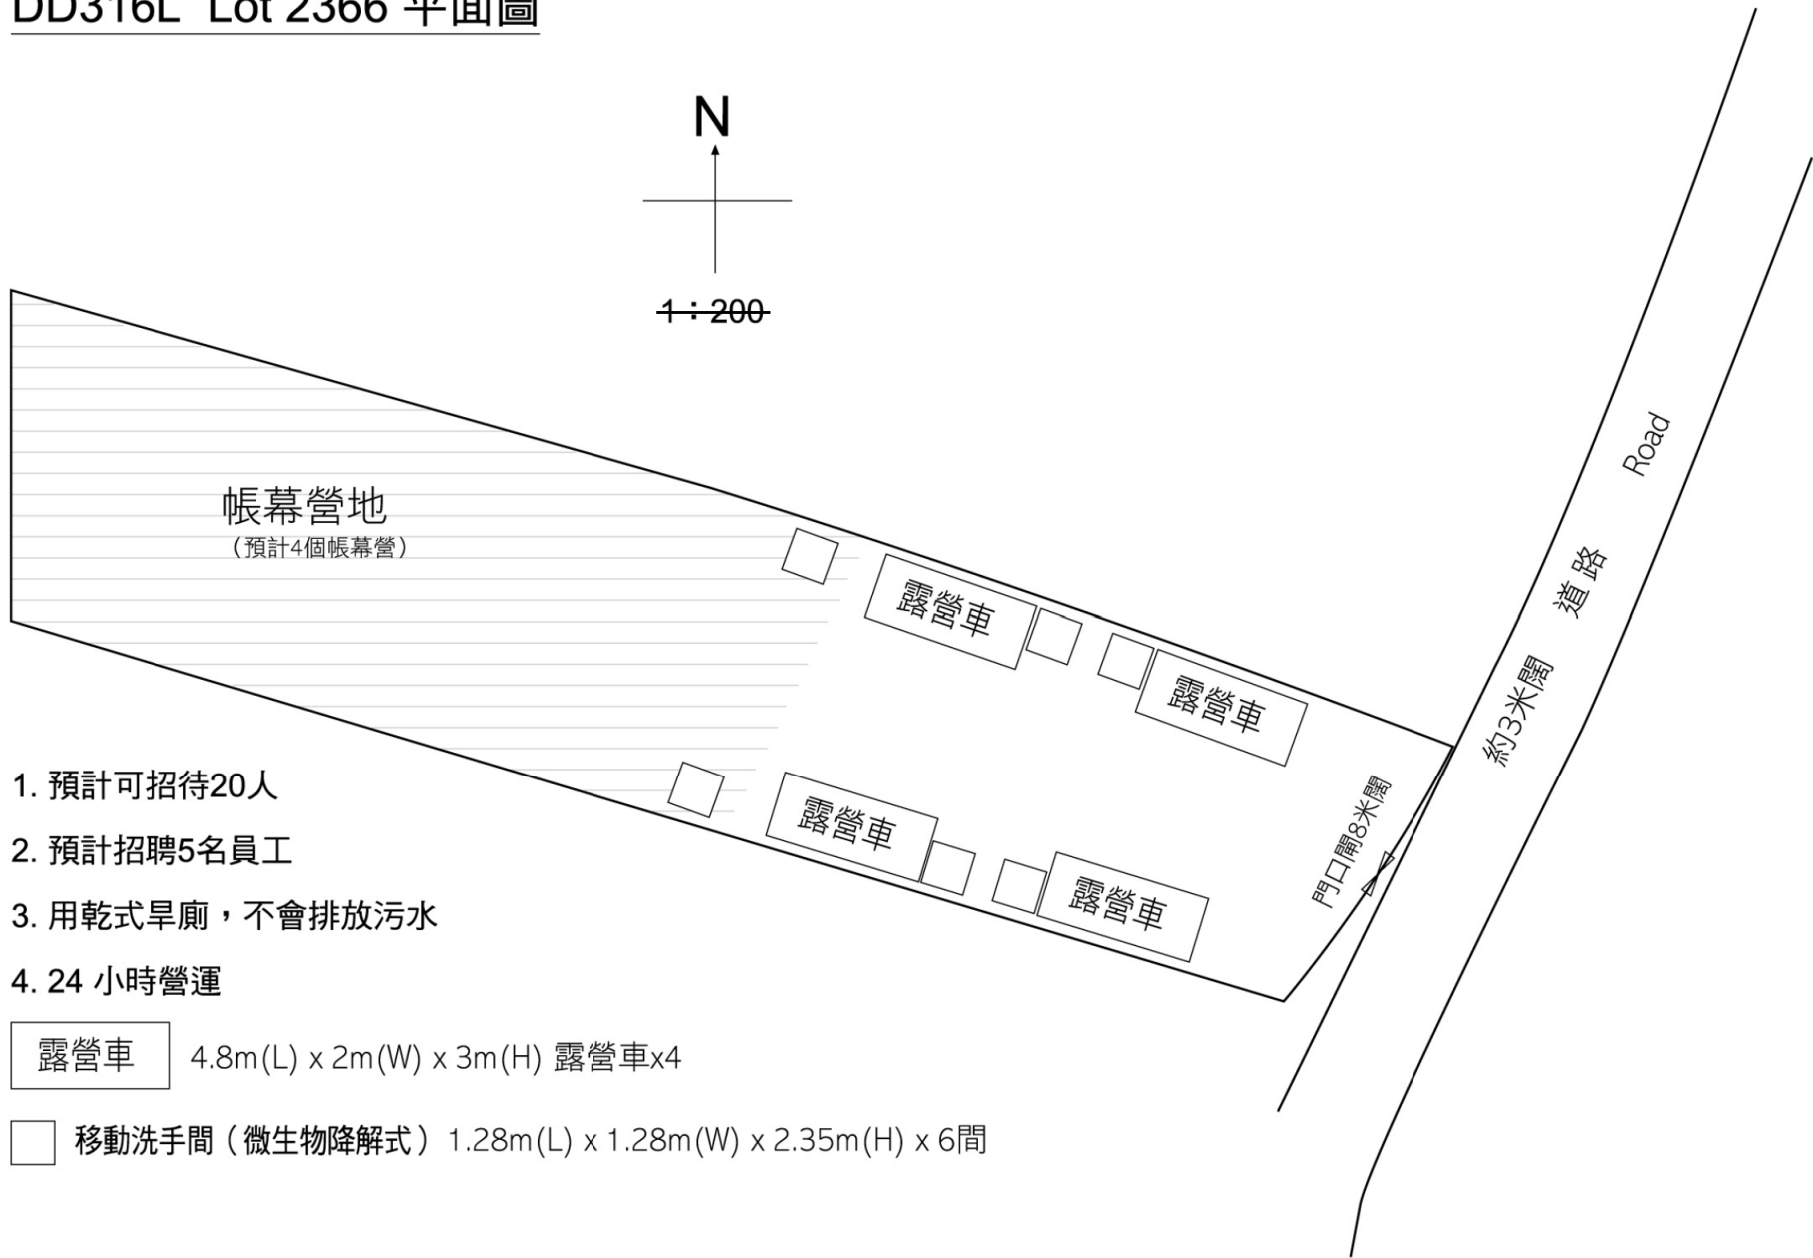 DD316L Lot 2366 平面圖
N
1：200
Road
道路
約3米闊
帳幕營地
（預計4個帳幕營）
露營車
露營車
露營車
露營車
門口閘8米闊
1. 預計可招待20人
2. 預計招聘5名員工
3. 用乾式旱廁，不會排放污水
4. 24 小時營運
露營車 4.8m(L) x 2m(W) x 3m(H) 露營車x4
移動洗手間（微生物降解式）1.28m(L) x 1.28m(W) x 2.35m(H) x 6間